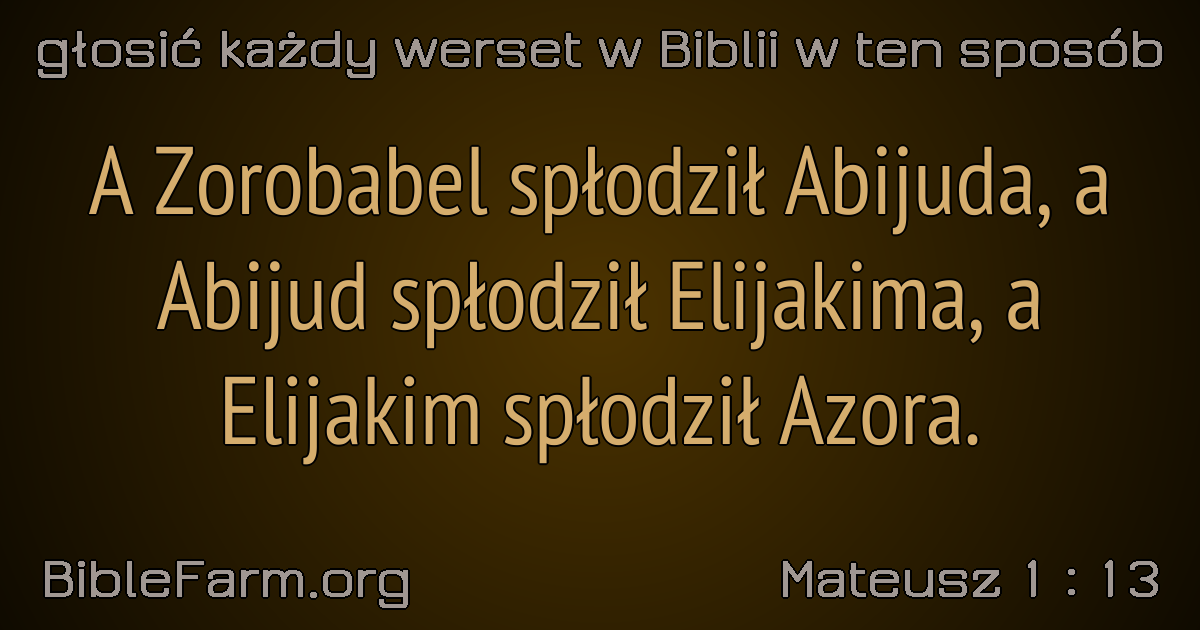 głosić każdy werset w Biblii w ten sposób
A Zorobabel spłodził Abijuda, a
Abijud spłodził Elijakima, a
Elijakim spłodził Azora.
BibleFarm.org
Mateusz 1 : 13